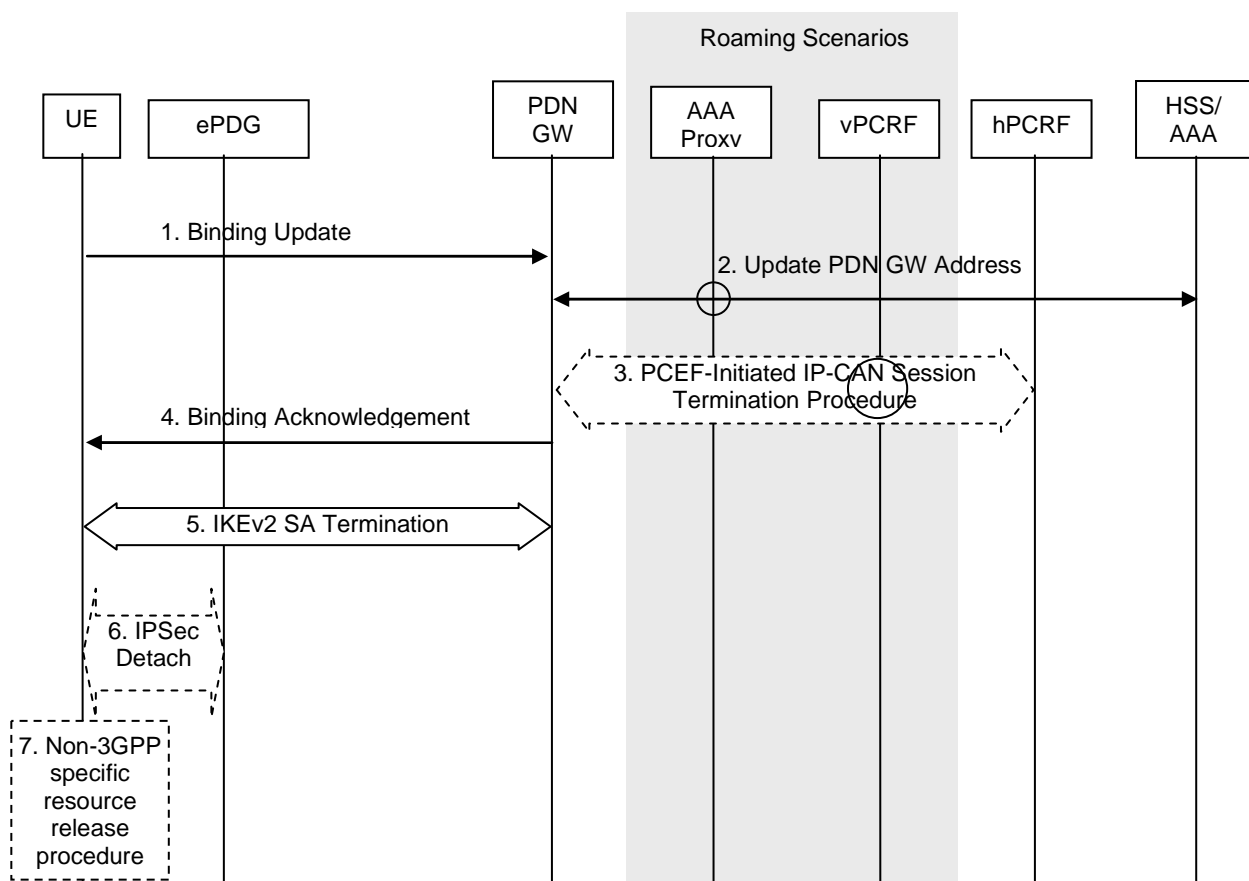 Roaming Scenarios
UE
ePDG
PDN
GW
AAA
Proxy
vPCRF
hPCRF
HSS/
AAA
1. Binding Update
2. Update PDN GW Address
3. PCEF-Initiated IP-CAN Session
Termination Procedure
4. Binding Acknowledgement
5. IKEv2 SA Termination
6. IPSec
Detach
7. Non-3GPP
specific
resource
release
procedure